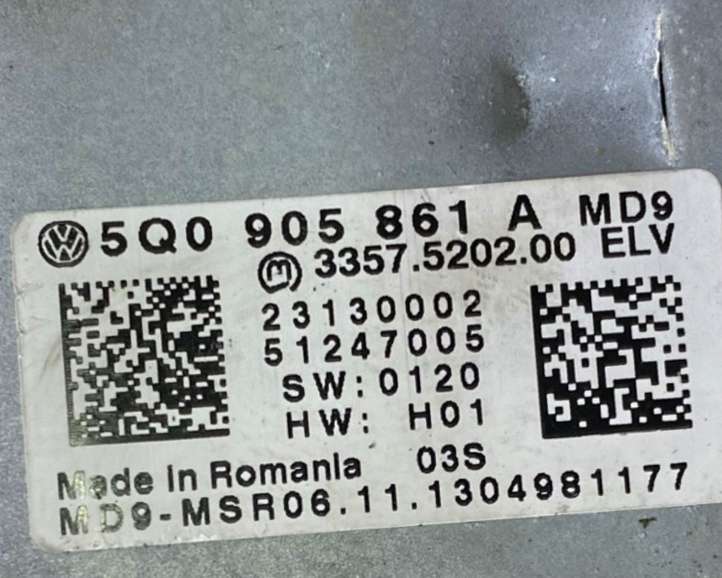 5Q0 905 861 A MD9
3357.5202.00 ELV
23130002
51247005
SW:0120
HW: H01
Made In Romania 03S
MD9-MSR06.11.1304981177